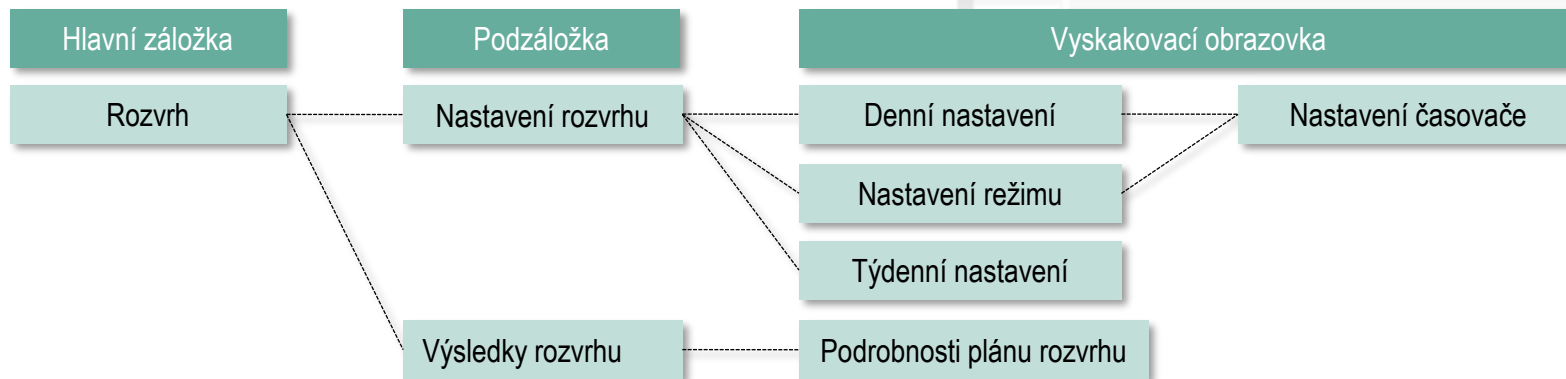 Hlavní záložka
Podzáložka
Vyskakovací obrazovka
Rozvrh
Nastavení rozvrhu
Denní nastavení
Nastavení časovače
Nastavení režimu
Týdenní nastavení
Výsledky rozvrhu
Podrobnosti plánu rozvrhu